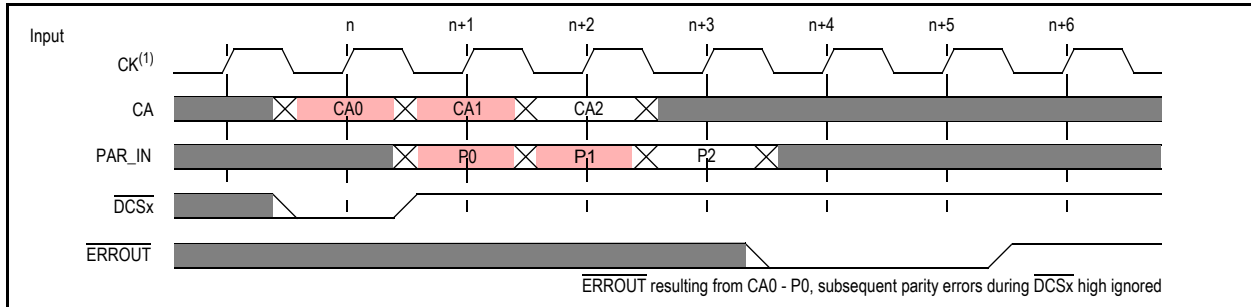 Input
n n+1 n+2 n+3 n+4 n+5 n+6
CK(1)
CA CA0 CA1 CA2
PAR_IN P0 P1 P2
DCSx
ERROUT
ERROUT resulting from CA0 - P0, subsequent parity errors during DCSx high ignored